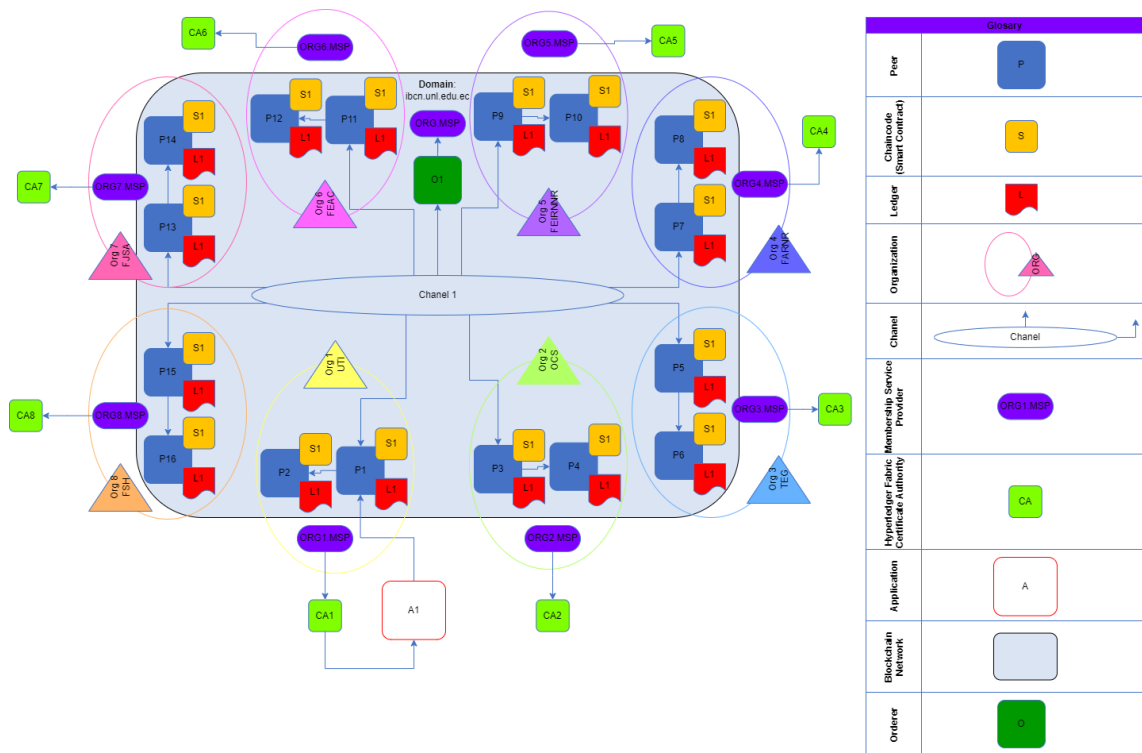 CA6
ORG6.MSP
ORG5.MSP
CA5
Domain:
ibcn.unl.edu.ec
S1
P12
L1
S1
P11
L1
ORG.MSP
O1
S1
P9
L1
S1
P10
L1
S1
P14
L1
S1
P8
L1
CA4
CA7
ORG7.MSP
ORG4.MSP
S1
P13
L1
S1
P7
L1
Org 6
FEAC
Org 5
FEIRNNR
Org 7
FJSA
Org 4
FARNR
Chanel 1
S1
P15
L1
Org 1
UTI
Org 2
OCS
S1
P5
L1
CA8
ORG8.MSP
ORG3.MSP
CA3
S1
P16
L1
S1
P2
L1
S1
P1
L1
S1
P3
L1
S1
P4
L1
S1
P6
L1
Org 8
FSH
Org 3
TEG
ORG1.MSP
ORG2.MSP
CA1
A1
CA2
Glossary
Peer
P
Chaincode
(Smart Contract)
S
Ledger
L
Organization
ORG
Chanel
Chanel
Membership Service
Provider
ORG1.MSP
Hyperledger Fabric
Certificate Authority
CA
Application
A
Blockchain
Network
Orderer
O